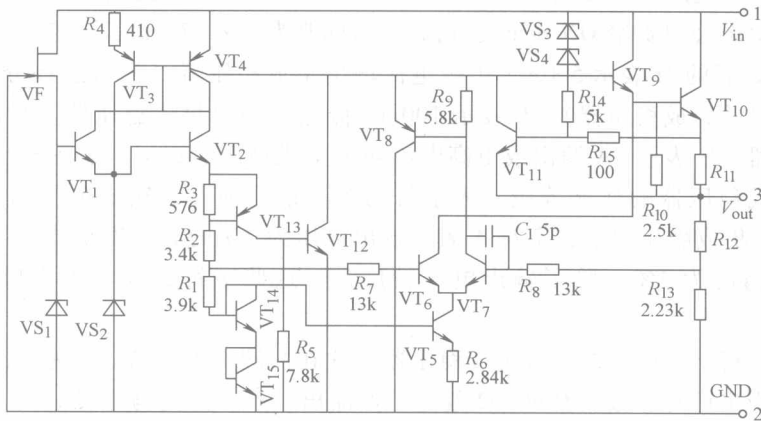 R4 410
VF
VT3
VT4
VT1
VT2
R3
576
R2
3.4k
R1
3.9k
VT13
VT12
VT14
VT15
R5
7.8k
VS1
VS2
R7
13k
VT8
R9
5.8k
C1 5p
VT6
VT7
R8 13k
VT5
R6
2.84k
VS3
VS4
R14
5k
VT11
R15
100
VT9
VT10
R10
2.5k
R11
R12
R13
2.23k
1
Vin
3
Vout
GND
2